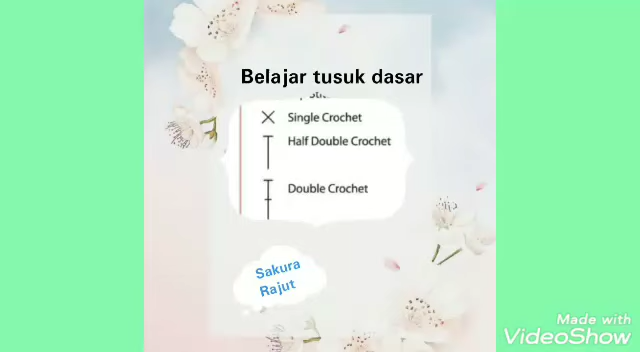 Belajar tusuk dasar
Single Crochet
Half Double Crochet
Double Crochet
Sakura
Rajut
Made with
VideoShow